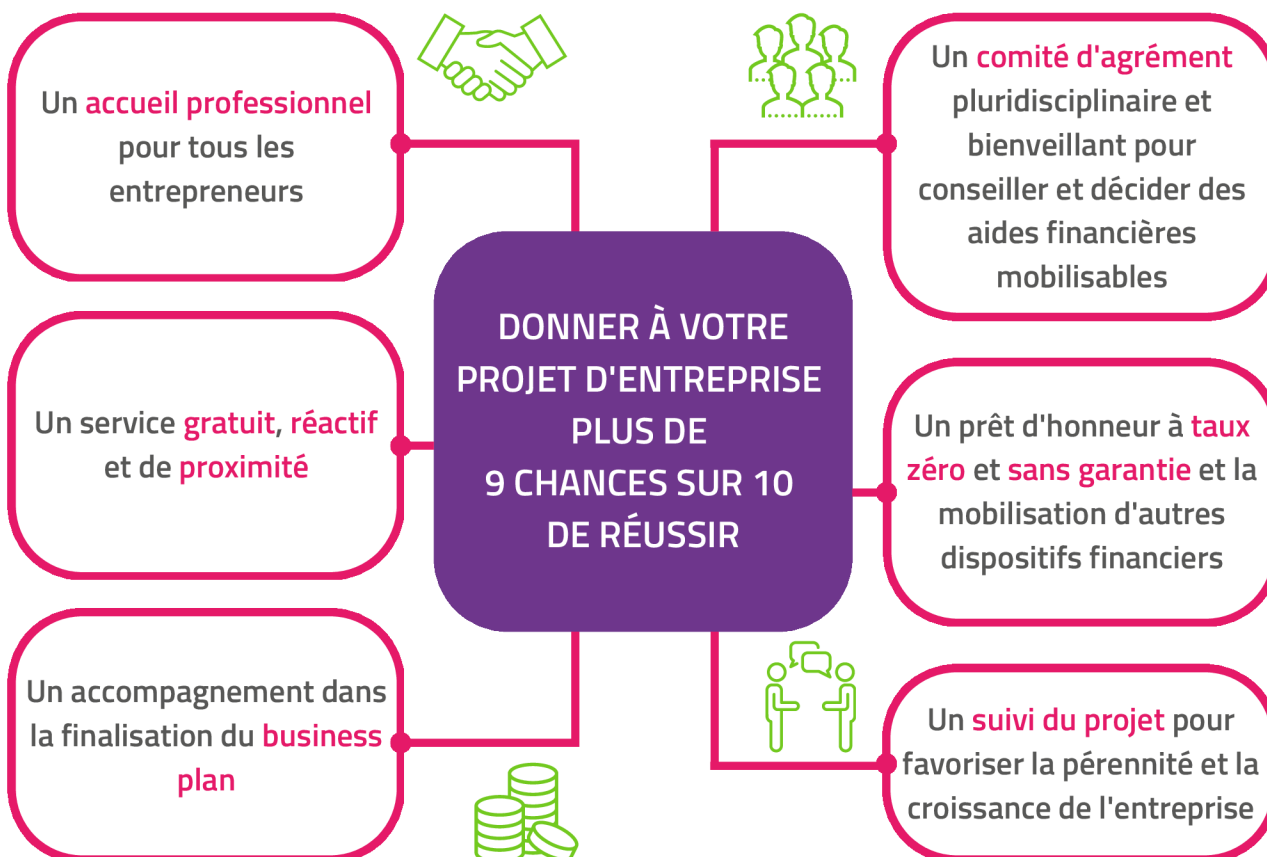 Un accueil professionnel
pour tous les
entrepreneurs
Un service gratuit, réactif
et de proximité
Un accompagnement dans
la finalisation du business
plan
DONNER À VOTRE
PROJET D'ENTREPRISE
PLUS DE
9 CHANCES SUR 10
DE RÉUSSIR
Un comité d'agrément
pluridisciplinaire et
bienveillant pour
conseiller et décider des
aides financières
mobilisables
Un prêt d'honneur à taux
zéro et sans garantie et la
mobilisation d'autres
dispositifs financiers
Un suivi du projet pour
favoriser la pérennité et la
croissance de l'entreprise